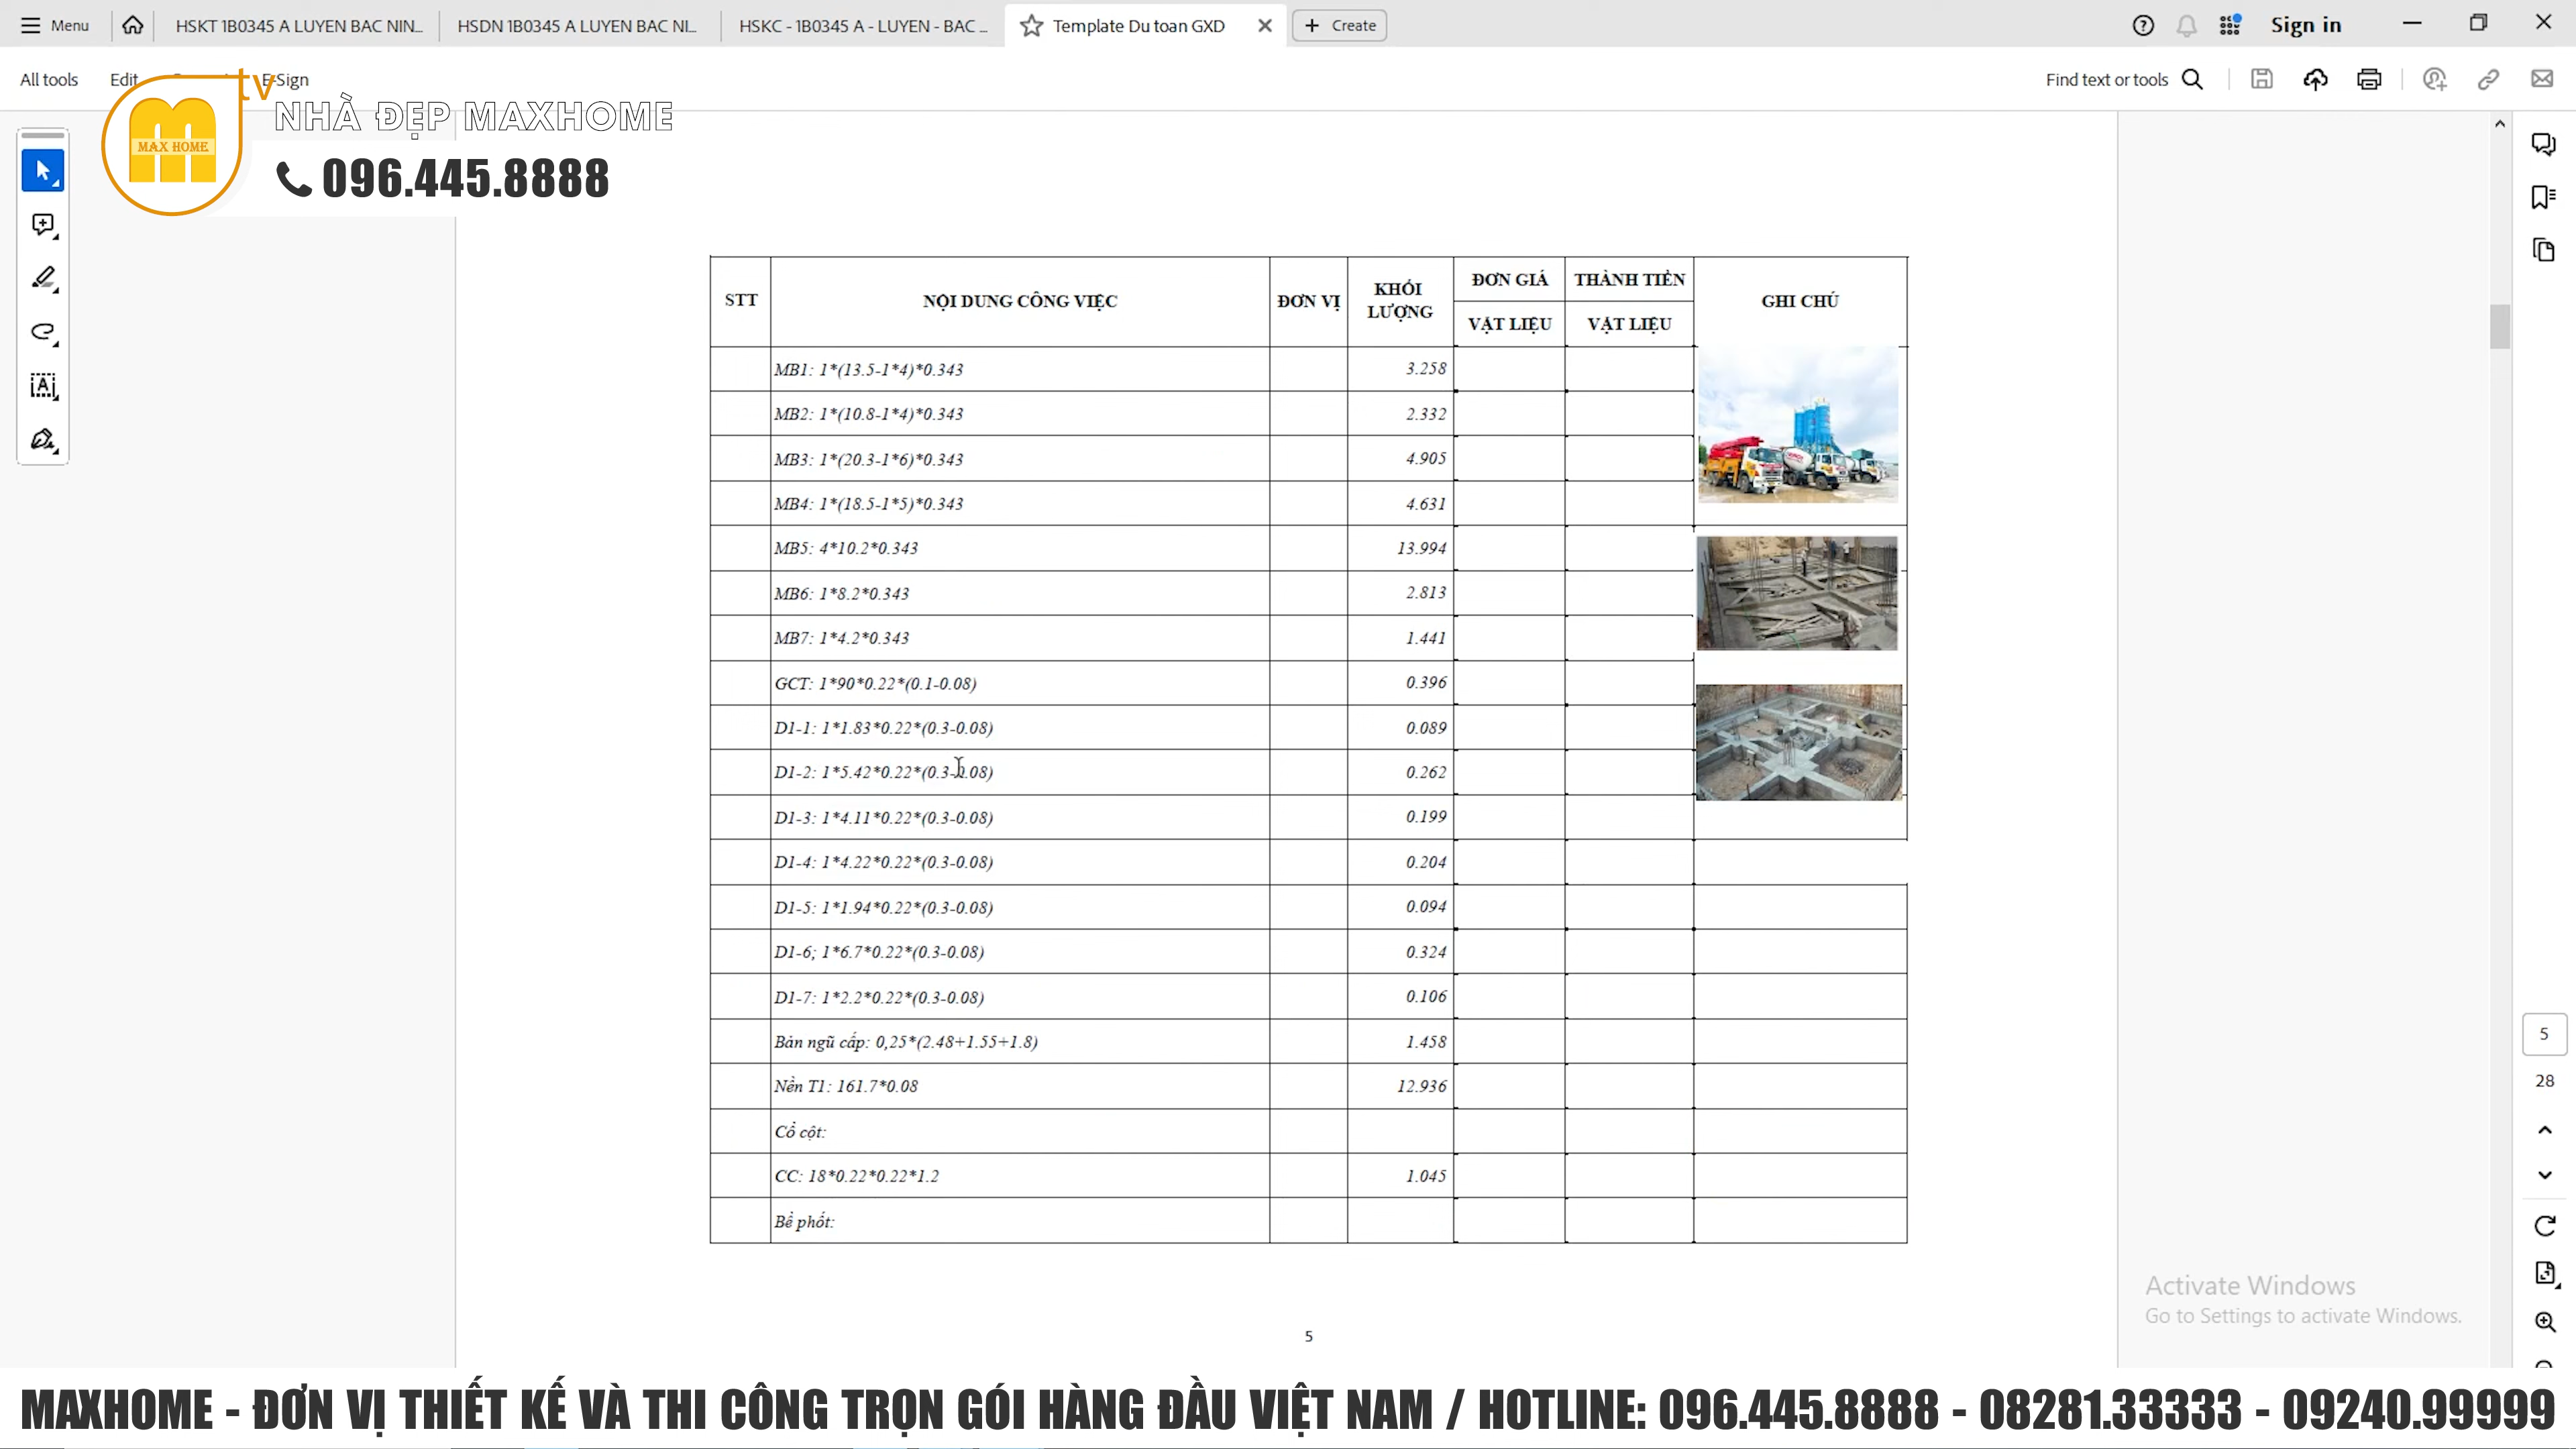 Menu
HSKT 1B0345 A LUYEN BAC NIN...
HSDN 1B0345 A LUYEN BAC NI...
HSKC - 1B0345 A - LUYEN - BAC ...
Template Du toan GXD
Create
Sign in
All tools
Edit
E-Sign
Find text or tools
tv
MAX HOME
NHÀ ĐẸP MAXHOME
096.445.8888
STT
NỘI DUNG CÔNG VIỆC
ĐƠN VỊ
KHỐI LƯỢNG
ĐƠN GIÁ
THÀNH TIỀN
GHI CHÚ
VẬT LIỆU
VẬT LIỆU
MB1: 1*(13.5-1*4)*0.343 3.258
MB2: 1*(10.8-1*4)*0.343 2.332
MB3: 1*(20.3-1*6)*0.343 4.905
MB4: 1*(18.5-1*5)*0.343 4.631
MB5: 4*10.2*0.343 13.994
MB6: 1*8.2*0.343 2.813
MB7: 1*4.2*0.343 1.441
GCT: 1*90*0.22*(0.1-0.08) 0.396
D1-1: 1*1.83*0.22*(0.3-0.08) 0.089
D1-2: 1*5.42*0.22*(0.3-0.08) 0.262
D1-3: 1*4.11*0.22*(0.3-0.08) 0.199
D1-4: 1*4.22*0.22*(0.3-0.08) 0.204
D1-5: 1*1.94*0.22*(0.3-0.08) 0.094
D1-6; 1*6.7*0.22*(0.3-0.08) 0.324
D1-7: 1*2.2*0.22*(0.3-0.08) 0.106
Bản ngũ cấp: 0,25*(2.48+1.55+1.8) 1.458
Nền T1: 161.7*0.08 12.936
Cổ cột:
CC: 18*0.22*0.22*1.2 1.045
Bể phốt:
5
5
28
Activate Windows
Go to Settings to activate Windows.
MAXHOME - ĐƠN VỊ THIẾT KẾ VÀ THI CÔNG TRỌN GÓI HÀNG ĐẦU VIỆT NAM / HOTLINE: 096.445.8888 - 08281.33333 - 09240.99999